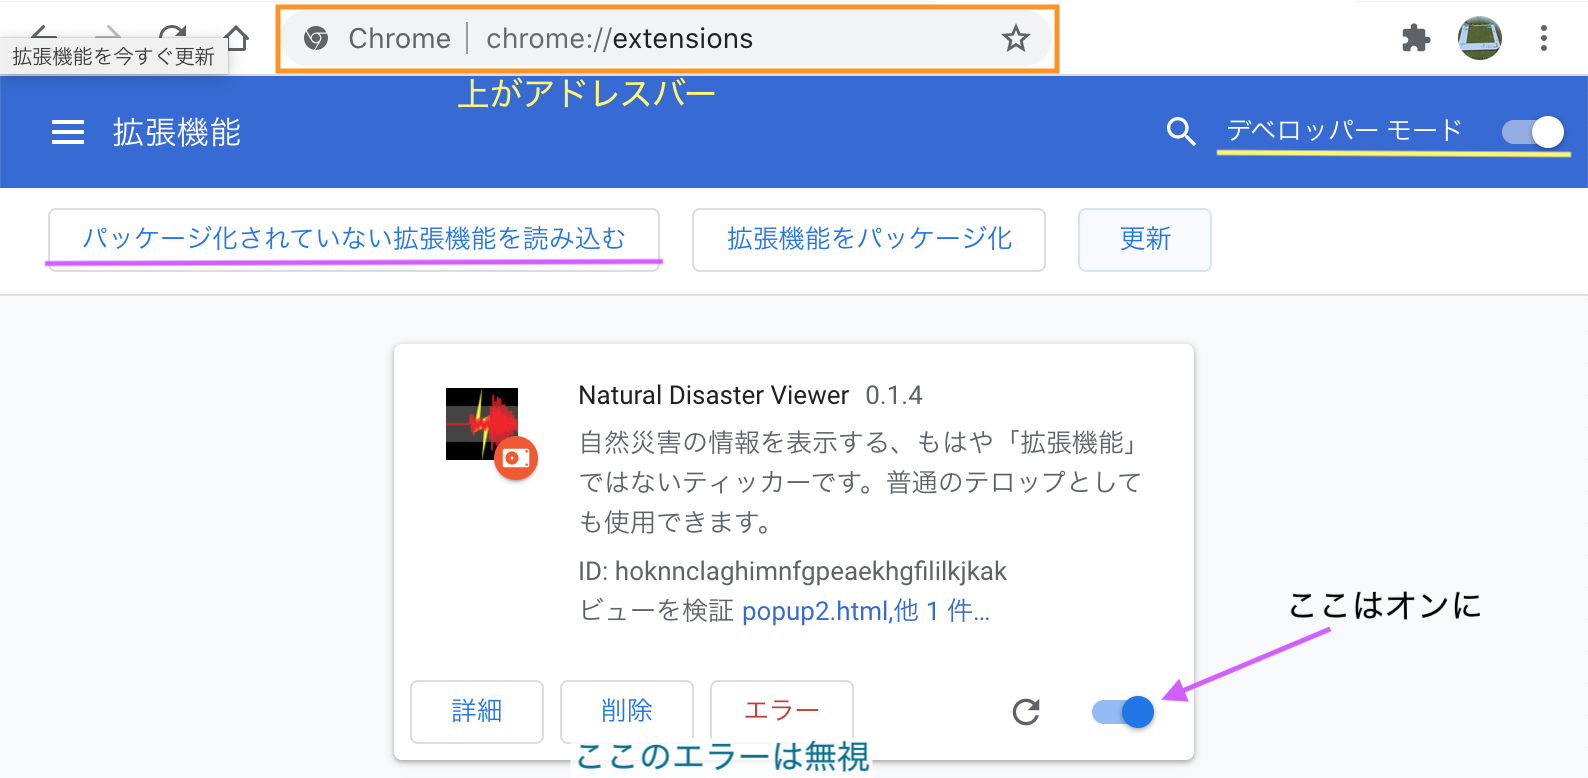 拡張機能を今すぐ更新
Chrome
chrome://extensions
上がアドレスバー
拡張機能
デベロッパー モード
パッケージ化されていない拡張機能を読み込む
拡張機能をパッケージ化
更新
Natural Disaster Viewer 0.1.4
自然災害の情報を表示する、もはや「拡張機能」
ではないティッカーです。普通のテロップとして
も使用できます。
ID: hoknnclaghimnfgpeaekhgfililkjkak
ビューを検証 popup2.html,他 1 件...
ここはオンに
詳細
削除
エラー
ここのエラーは無視